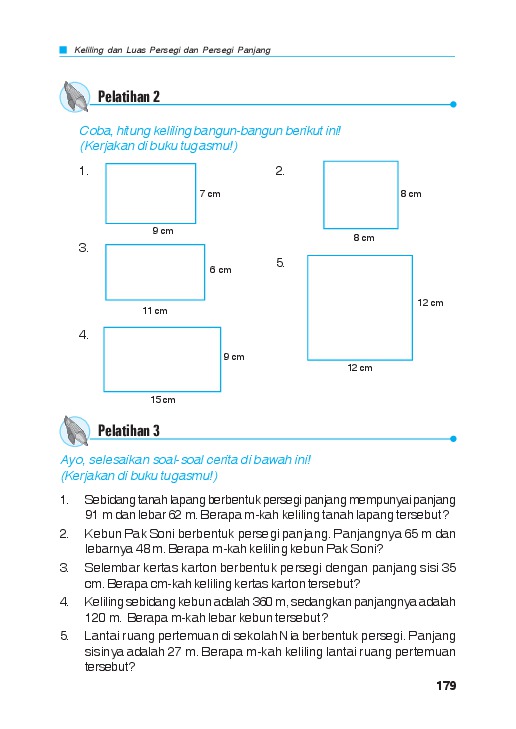 Keliling dan Luas Persegi dan Persegi Panjang
Pelatihan 2
Coba, hitung keliling bangun-bangun berikut ini!
(Kerjakan di buku tugasmu!)
1.
7 cm
9 cm
2.
8 cm
8 cm
3.
6 cm
11 cm
5.
12 cm
12 cm
4.
9 cm
15 cm
Pelatihan 3
Ayo, selesaikan soal-soal cerita di bawah ini!
(Kerjakan di buku tugasmu!)
1. Sebidang tanah lapang berbentuk persegi panjang mempunyai panjang
91 m dan lebar 62 m. Berapa m-kah keliling tanah lapang tersebut?
2. Kebun Pak Soni berbentuk persegi panjang. Panjangnya 65 m dan
lebarnya 48 m. Berapa m-kah keliling kebun Pak Soni?
3. Selembar kertas karton berbentuk persegi dengan panjang sisi 35
cm. Berapa cm-kah keliling kertas karton tersebut?
4. Keliling sebidang kebun adalah 360 m, sedangkan panjangnya adalah
120 m. Berapa m-kah lebar kebun tersebut?
5. Lantai ruang pertemuan di sekolah Nia berbentuk persegi. Panjang
sisinya adalah 27 m. Berapa m-kah keliling lantai ruang pertemuan
tersebut?
179